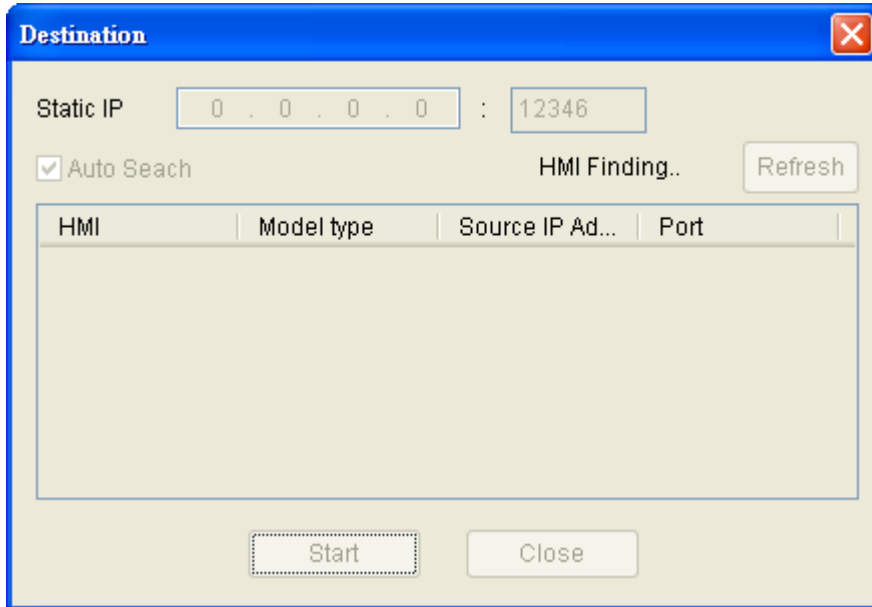 Destination
Static IP 0 . 0 . 0 . 0 : 12346
Auto Seach HMI Finding.. Refresh
HMI Model type Source IP Ad... Port
Start Close